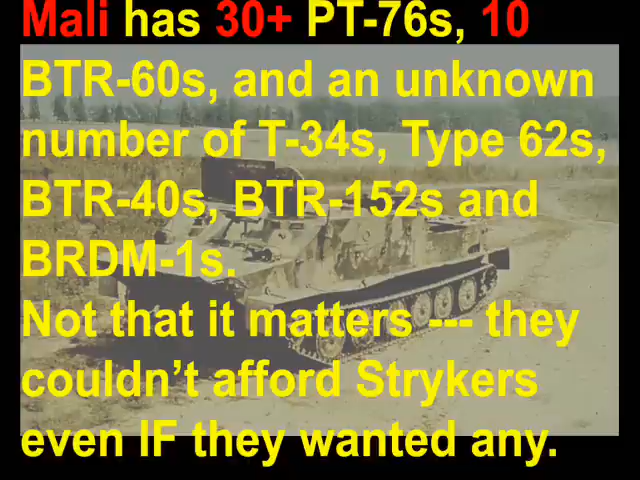 Mali has 30+ PT-76s, 10
BTR-60s, and an unknown
number of T-34s, Type 62s,
BTR-40s, BTR-152s and
BRDM-1s.
Not that it matters --- they
couldn’t afford Strykers
even IF they wanted any.